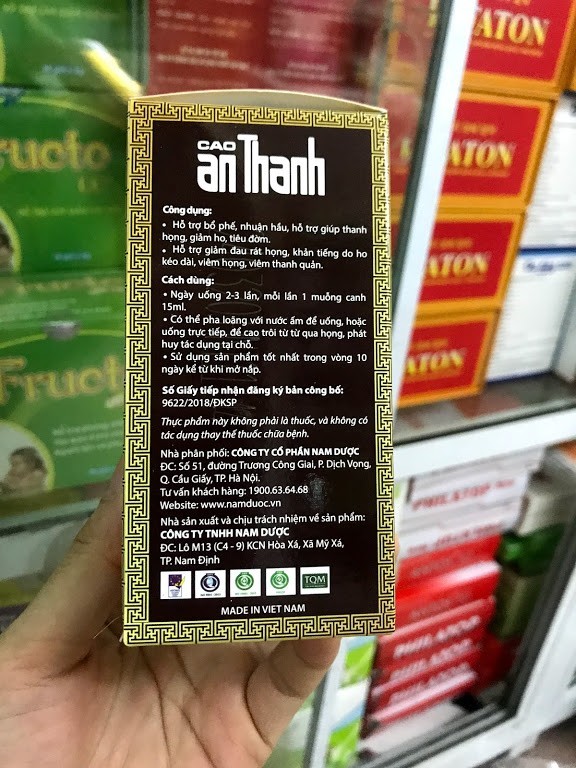 CAO
an Thanh
Công dụng:
• Hỗ trợ bổ phế, nhuận hầu, hỗ trợ giúp thanh
họng, giảm ho, tiêu đờm.
• Hỗ trợ giảm đau rát họng, khản tiếng do ho
kéo dài, viêm họng, viêm thanh quản.
Cách dùng:
• Ngày uống 2-3 lần, mỗi lần 1 muỗng canh
15ml.
• Có thể pha loãng với nước ấm để uống, hoặc
uống trực tiếp, để cao trôi từ từ qua họng, phát
huy tác dụng tại chỗ.
• Sử dụng sản phẩm tốt nhất trong vòng 10
ngày kể từ khi mở nắp.
Số Giấy tiếp nhận đăng ký bản công bố:
9622/2018/ĐKSP
Thực phẩm này không phải là thuốc, và không có
tác dụng thay thế thuốc chữa bệnh.
Nhà phân phối: CÔNG TY CỔ PHẦN NAM DƯỢC
ĐC: Số 51, đường Trương Công Giai, P. Dịch Vọng,
Q. Cầu Giấy, TP. Hà Nội.
Tư vấn khách hàng: 1900.63.64.68
Website: www.namduoc.vn
Nhà sản xuất và chịu trách nhiệm về sản phẩm:
CÔNG TY TNHH NAM DƯỢC
ĐC: Lô M13 (C4 - 9) KCN Hòa Xá, Xã Mỹ Xá,
TP. Nam Định
TQM
MADE IN VIET NAM
Fructo
Fructo
ATON
ATON
ATON
ATON